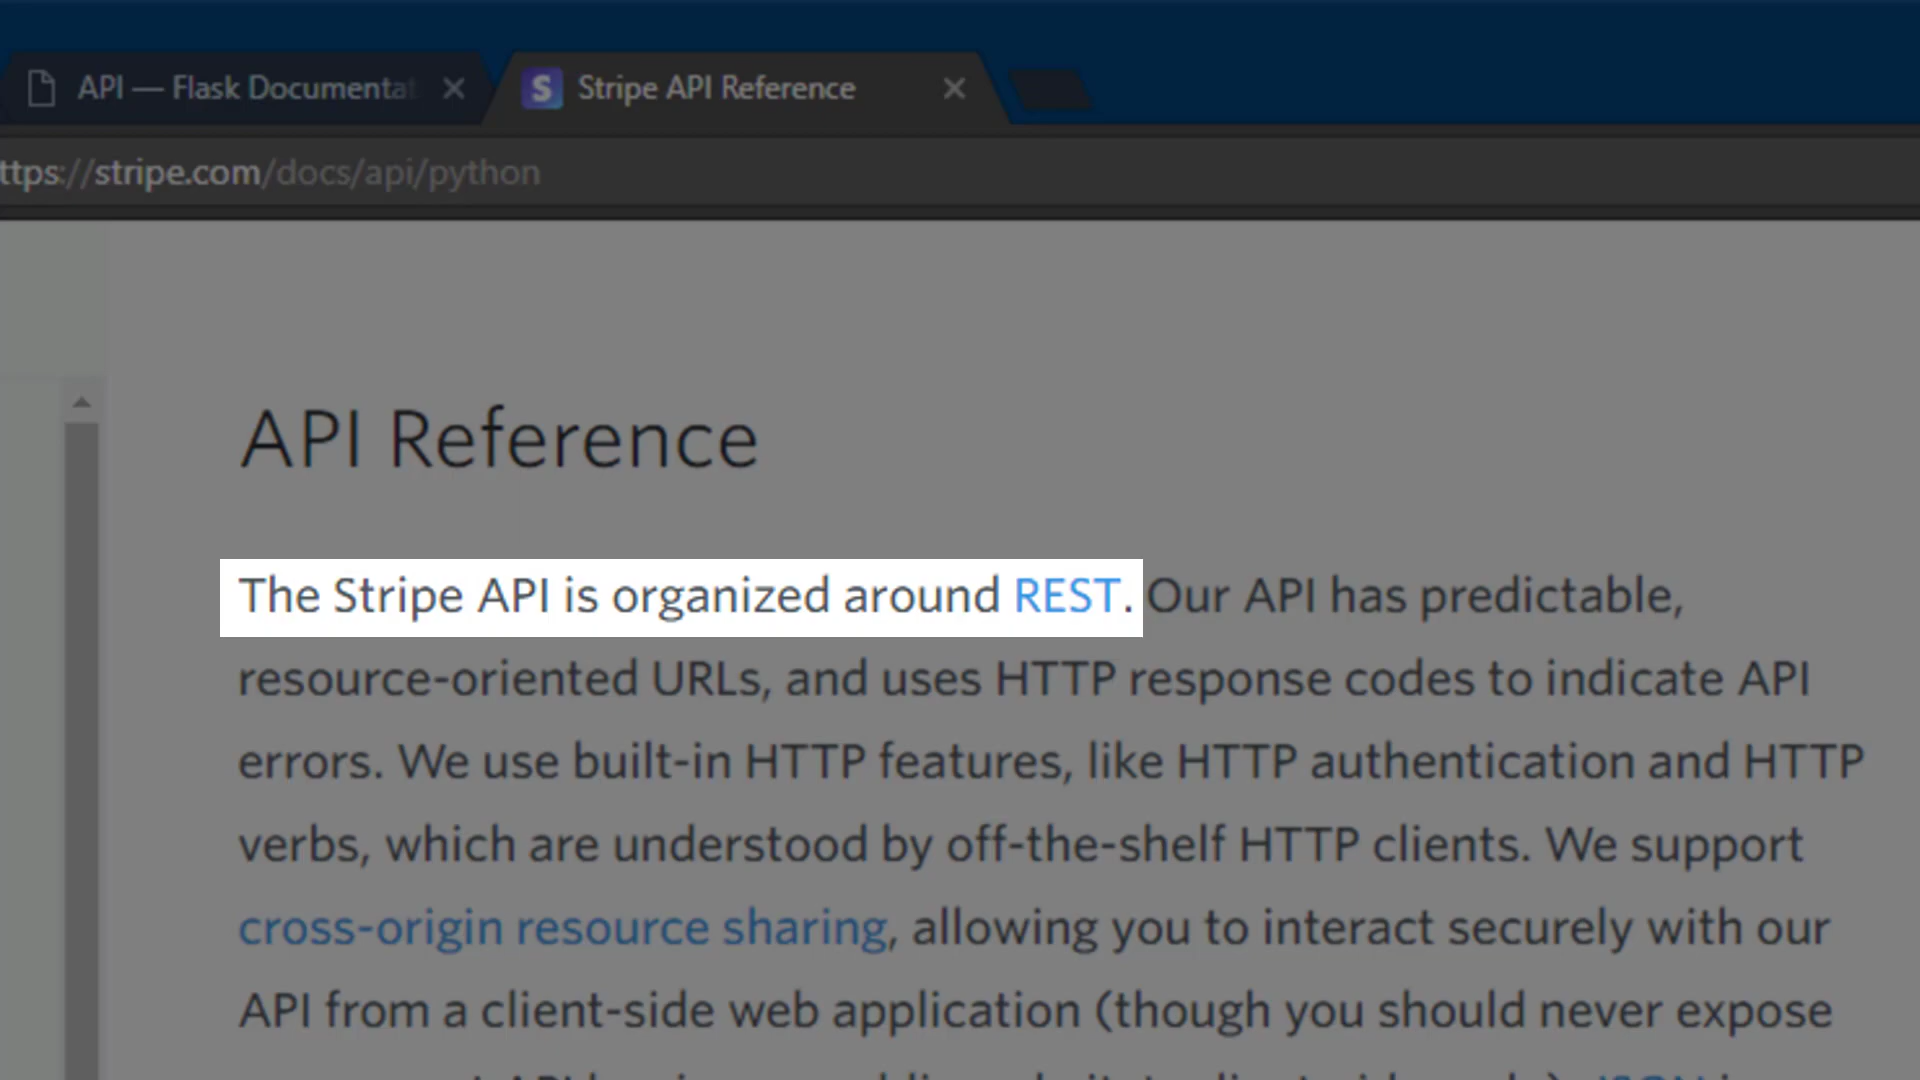 API — Flask Documentat
S Stripe API Reference
ttps://stripe.com/docs/api/python
API Reference
The Stripe API is organized around REST. Our API has predictable,
resource-oriented URLs, and uses HTTP response codes to indicate API
errors. We use built-in HTTP features, like HTTP authentication and HTTP
verbs, which are understood by off-the-shelf HTTP clients. We support
cross-origin resource sharing, allowing you to interact securely with our
API from a client-side web application (though you should never expose